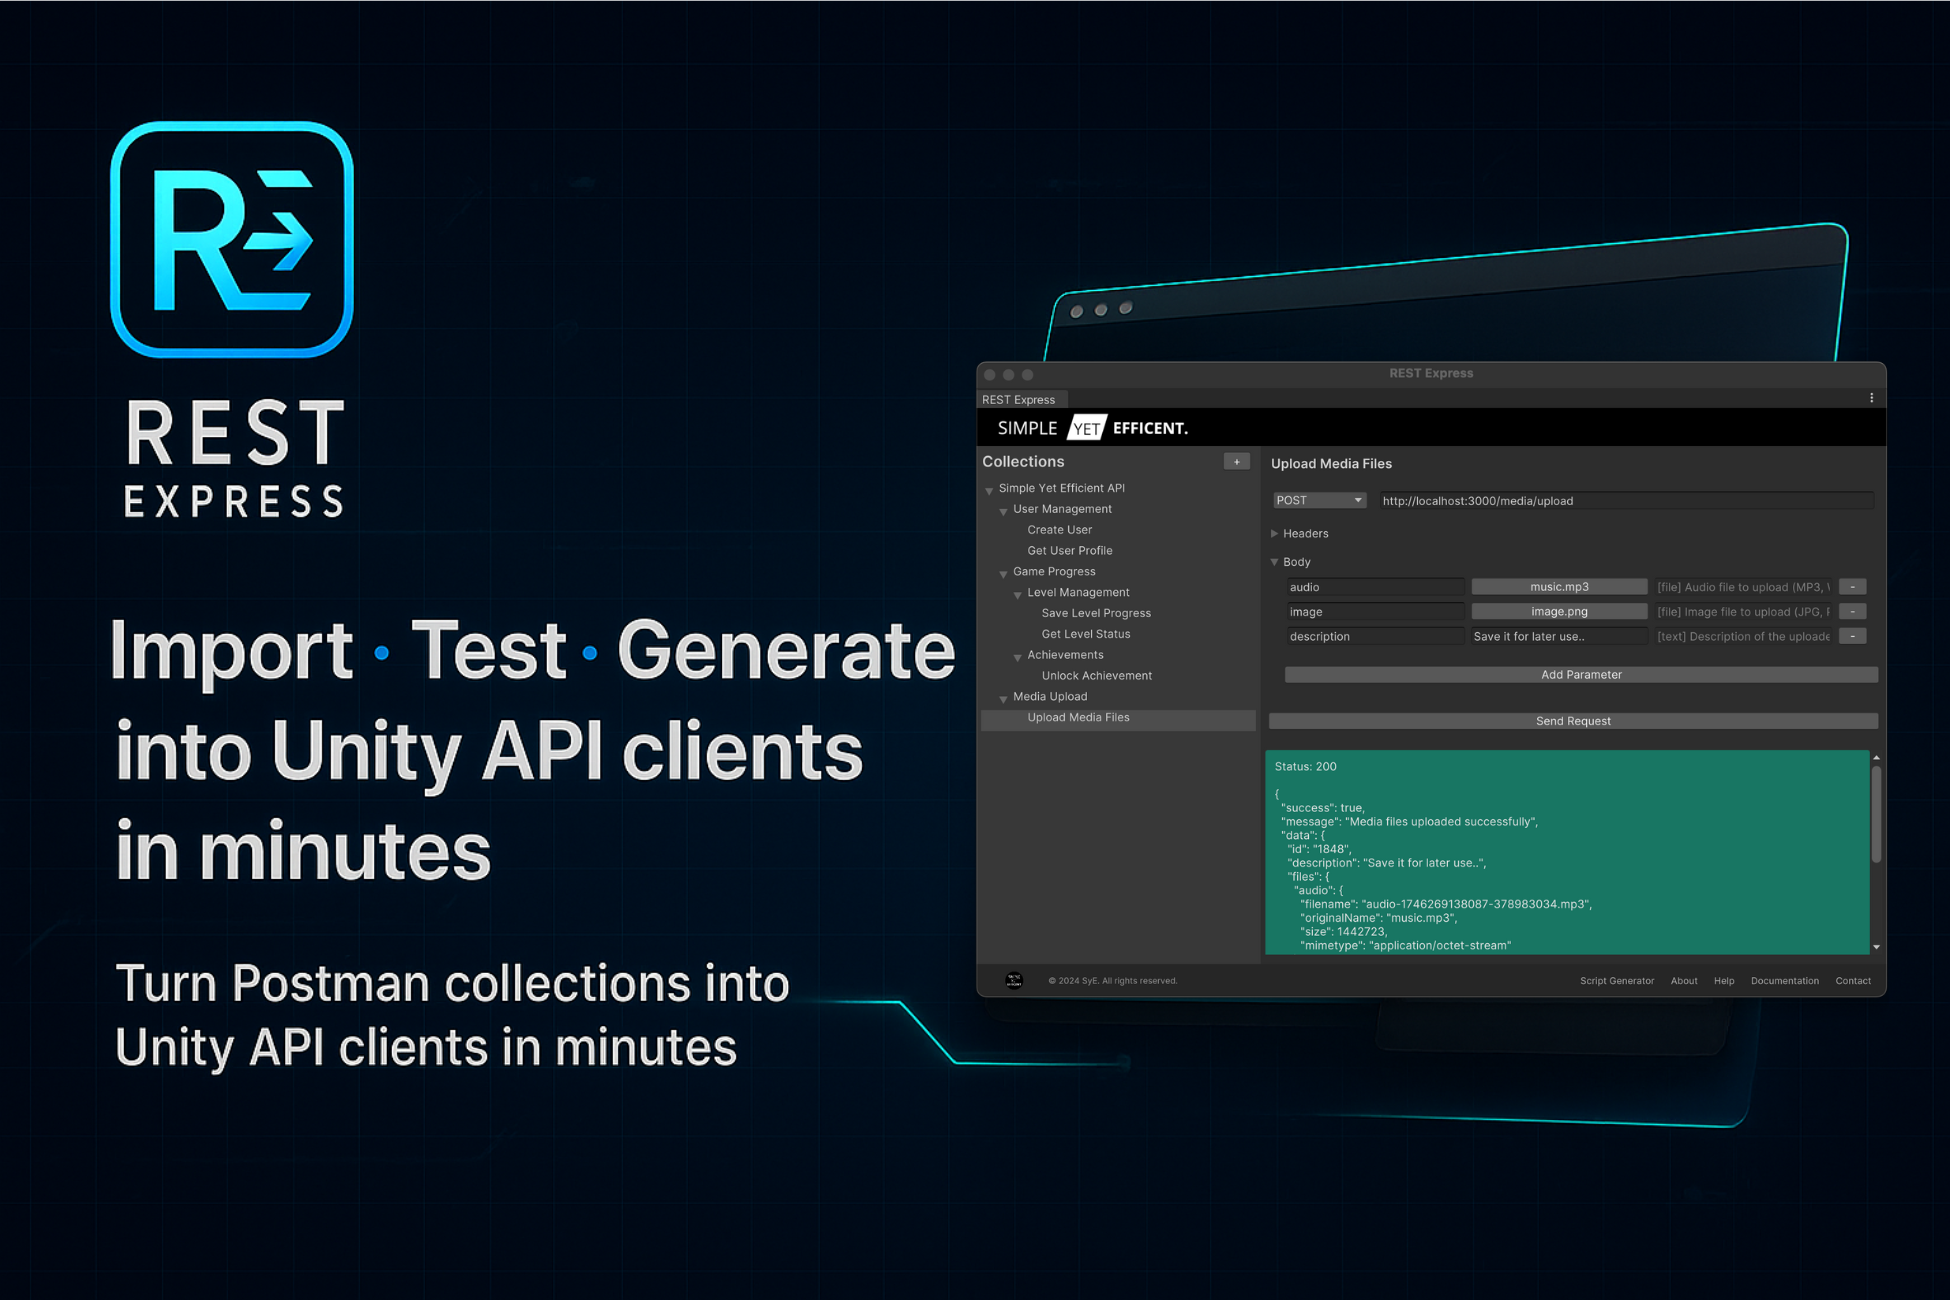 RE
REST
EXPRESS
Import · Test · Generate
into Unity API clients
in minutes
Turn Postman collections into
Unity API clients in minutes
REST Express
REST Express
SIMPLE YET EFFICENT.
Collections
+
Simple Yet Efficient API
User Management
Create User
Get User Profile
Game Progress
Level Management
Save Level Progress
Get Level Status
Achievements
Unlock Achievement
Media Upload
Upload Media Files
Upload Media Files
POST http://localhost:3000/media/upload
Headers
Body
audio music.mp3 [file] Audio file to upload (MP3, -
image image.png [file] Image file to upload (JPG, -
description Save it for later use.. [text] Description of the uploade -
Add Parameter
Send Request
Status: 200
{
"success": true,
"message": "Media files uploaded successfully",
"data": {
"id": "1848",
"description": "Save it for later use..",
"files": {
"audio": {
"filename": "audio-1746269138087-378983034.mp3",
"originalName": "music.mp3",
"size": 1442723,
"mimetype": "application/octet-stream"
© 2024 SyE. All rights reserved.
Script Generator About Help Documentation Contact